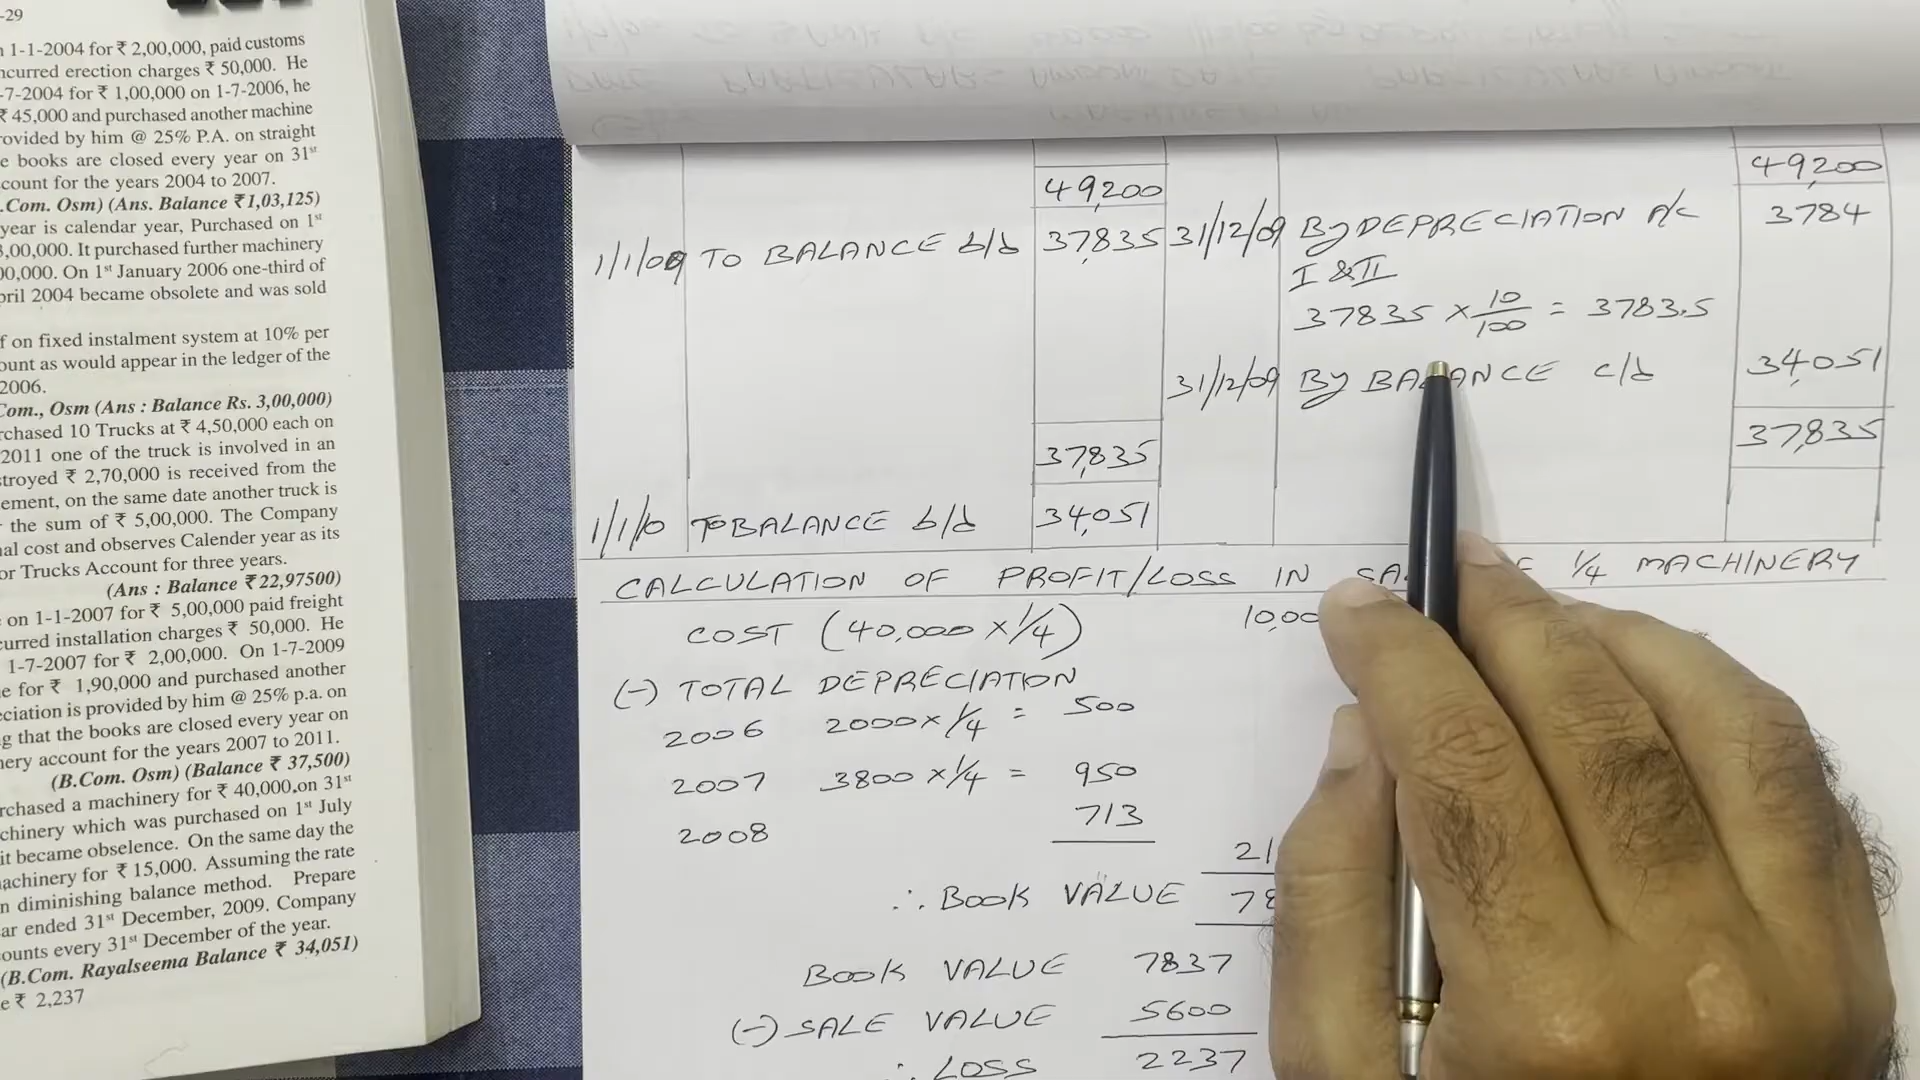 -29
1-1-2004 for ₹ 2,00,000, paid customs
ncurred erection charges ₹ 50,000. He
-7-2004 for ₹ 1,00,000 on 1-7-2006, he
₹ 45,000 and purchased another machine
rovided by him @ 25% P.A. on straight
e books are closed every year on 31st
count for the years 2004 to 2007.
.Com. Osm) (Ans. Balance ₹1,03,125)
year is calendar year, Purchased on 1st
3,00,000. It purchased further machinery
00,000. On 1st January 2006 one-third of
pril 2004 became obsolete and was sold
f on fixed instalment system at 10% per
ount as would appear in the ledger of the
2006.
Com., Osm (Ans : Balance Rs. 3,00,000)
rchased 10 Trucks at ₹ 4,50,000 each on
2011 one of the truck is involved in an
stroyed ₹ 2,70,000 is received from the
ement, on the same date another truck is
the sum of ₹ 5,00,000. The Company
nal cost and observes Calender year as its
or Trucks Account for three years.
(Ans : Balance ₹22,97500)
on 1-1-2007 for ₹ 5,00,000 paid freight
curred installation charges ₹ 50,000. He
1-7-2007 for ₹ 2,00,000. On 1-7-2009
e for ₹ 1,90,000 and purchased another
eciation is provided by him @ 25% p.a. on
g that the books are closed every year on
nery account for the years 2007 to 2011.
(B.Com. Osm) (Balance ₹ 37,500)
rchased a machinery for ₹ 40,000,on 31st
chinery which was purchased on 1st July
it became obselence. On the same day the
achinery for ₹ 15,000. Assuming the rate
n diminishing balance method. Prepare
ar ended 31st December, 2009. Company
ounts every 31st December of the year.
(B.Com. Rayalseema Balance ₹ 34,051)
e ₹ 2,237
49,200 49,200
1/1/09 TO BALANCE b/d 37,835 31/12/09 By DEPRECIATION A/C 3784
I & II
37835 × 10/100 = 3783.5
31/12/09 By BALANCE c/d 34,051
37,835 37,835
1/1/10 TO BALANCE b/d 34,051
CALCULATION OF PROFIT/LOSS IN 1/4 MACHINERY
COST (40,000 × 1/4) 10,00
(-) TOTAL DEPRECIATION
2006 2000 × 1/4 = 500
2007 3800 × 1/4 = 950
2008 713
21
∴ BOOK VALUE 78
BOOK VALUE 7837
(-) SALE VALUE 5600
∴ LOSS 2237